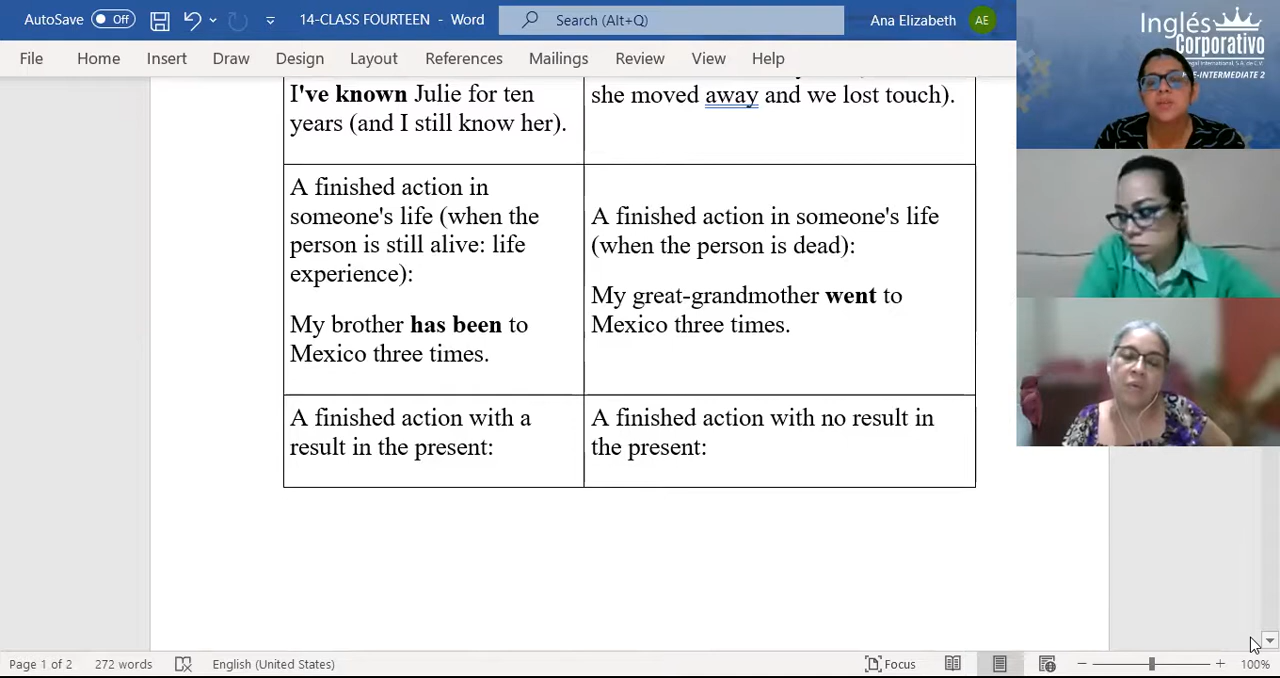 AutoSave Off 14-CLASS FOURTEEN - Word Search (Alt+Q) Ana Elizabeth AE
File Home Insert Draw Design Layout References Mailings Review View Help
Inglés
Corporativo
PRE-INTERMEDIATE 2
I've known Julie for ten
years (and I still know her).
she moved away and we lost touch).
A finished action in
someone's life (when the
person is still alive: life
experience):
My brother has been to
Mexico three times.
A finished action in someone's life
(when the person is dead):
My great-grandmother went to
Mexico three times.
A finished action with a
result in the present:
A finished action with no result in
the present:
Page 1 of 2 272 words English (United States) Focus 100%